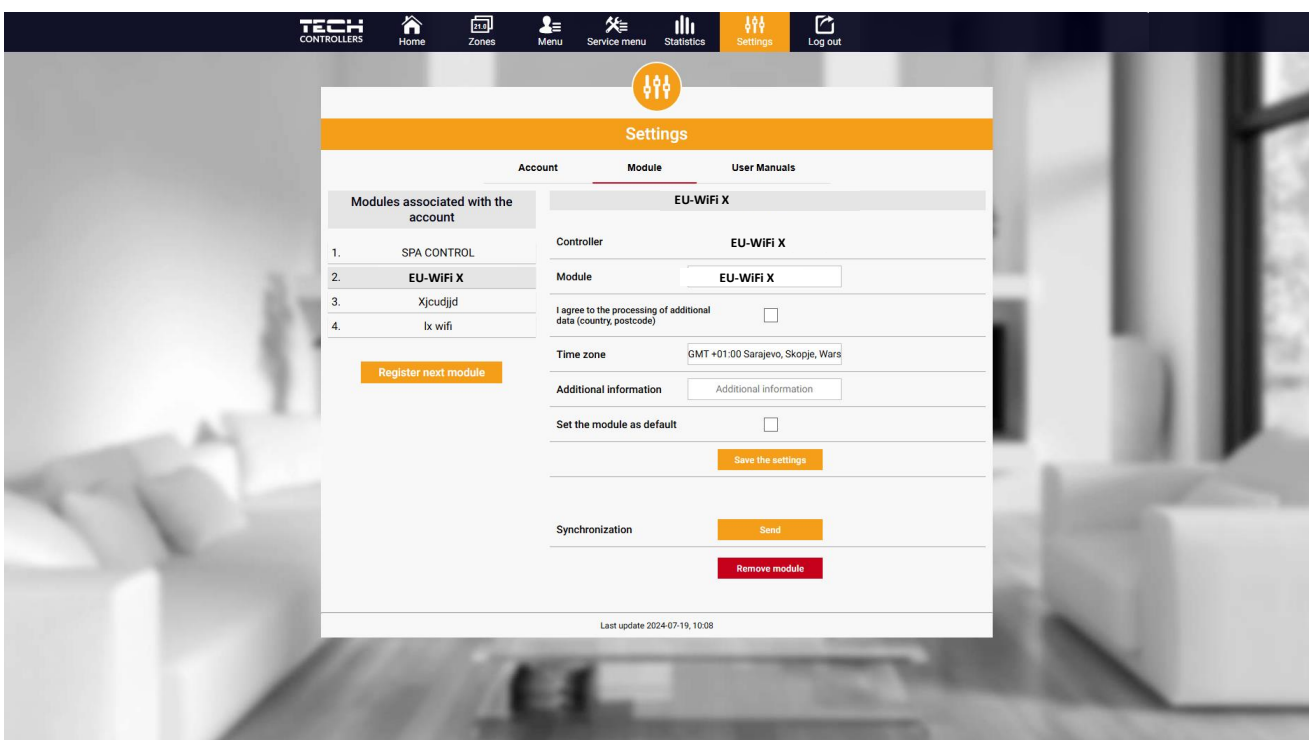 TECH
CONTROLLERS
Home
21.0
Zones
Menu
Service menu
Statistics
Settings
Log out
Settings
Account
Module
User Manuals
Modules associated with the
account
1. SPA CONTROL
2. EU-WiFi X
3. Xjcudjjd
4. lx wifi
Register next module
EU-WiFi X
Controller EU-WiFi X
Module EU-WiFi X
I agree to the processing of additional
data (country, postcode)
Time zone GMT +01:00 Sarajevo, Skopje, Wars
Additional information Additional information
Set the module as default
Save the settings
Synchronization Send
Remove module
Last update 2024-07-19, 10:08